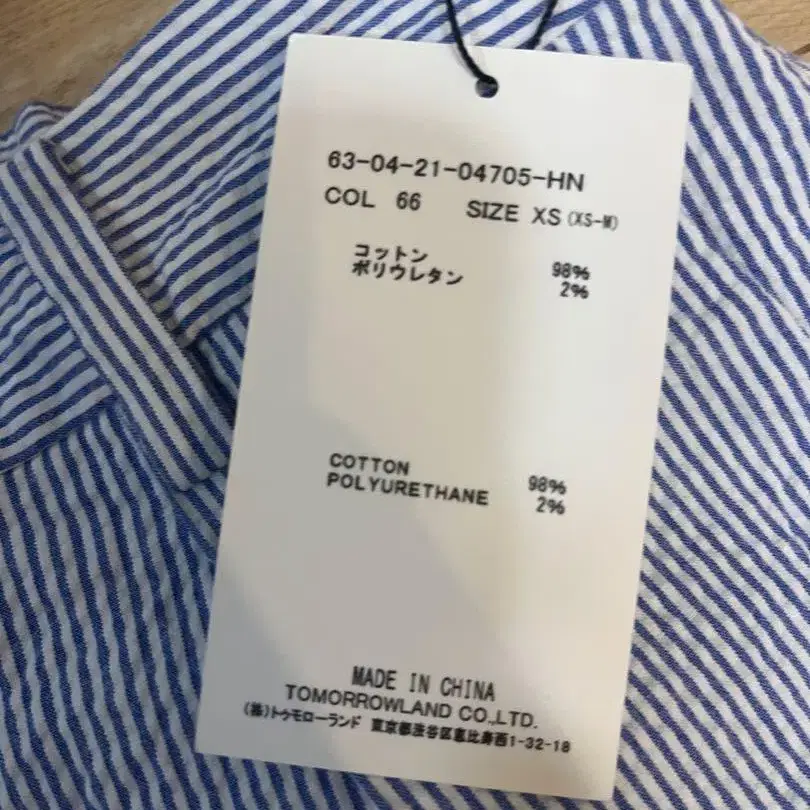 63-04-21-04705-HN
COL 66 SIZE XS (XS-M)
コットン 98%
ポリウレタン 2%
COTTON 98%
POLYURETHANE 2%
MADE IN CHINA
TOMORROWLAND CO.,LTD.
(株)トゥモローランド 東京都渋谷区恵比寿西1-32-18